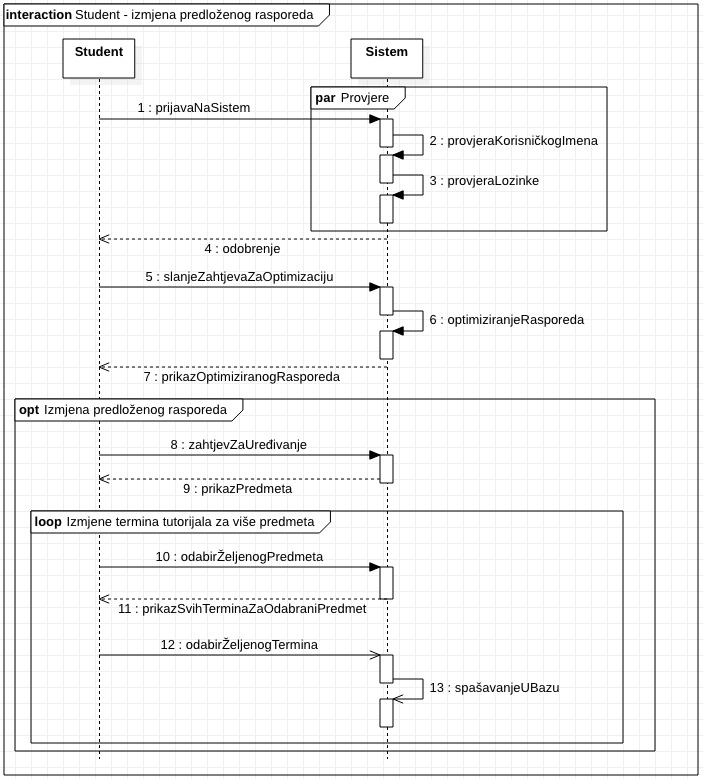 interaction Student - izmjena predloženog rasporeda
Student
Sistem
par Provjere
1 : prijavaNaSistem
2 : provjeraKorisničkogImena
3 : provjeraLozinke
4 : odobrenje
5 : slanjeZahtjevaZaOptimizaciju
6 : optimiziranjeRasporeda
7 : prikazOptimiziranogRasporeda
opt Izmjena predloženog rasporeda
8 : zahtjevZaUređivanje
9 : prikazPredmeta
loop Izmjene termina tutorijala za više predmeta
10 : odabirŽeljenogPredmeta
11 : prikazSvihTerminaZaOdabraniPredmet
12 : odabirŽeljenogTermina
13 : spašavanjeUBazu